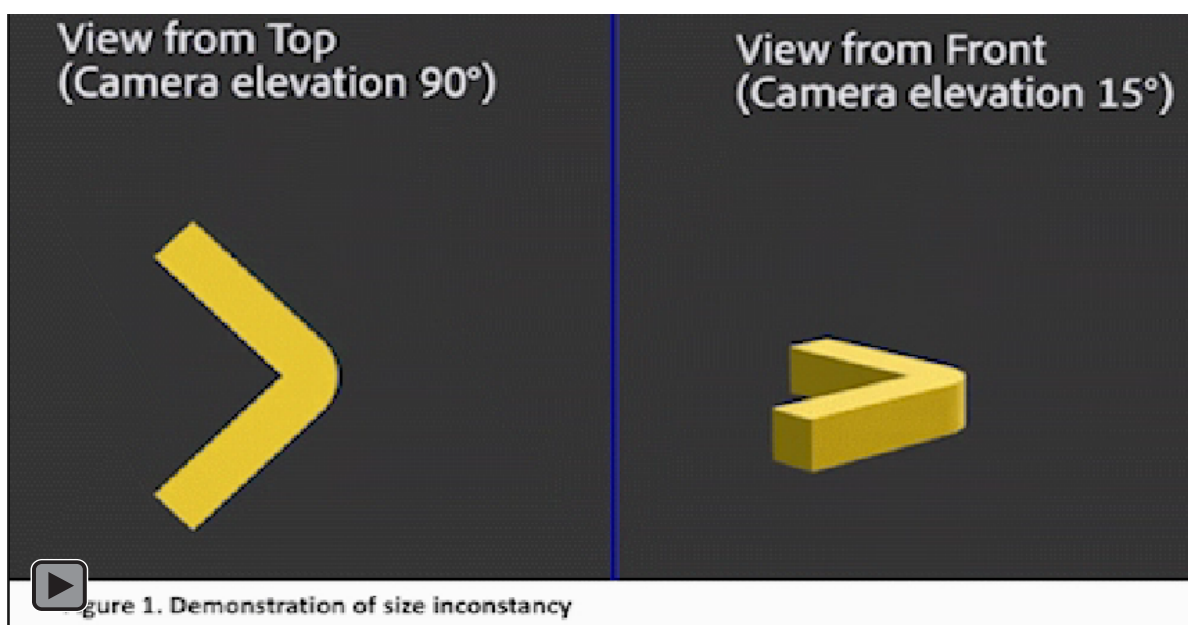 View from Top
(Camera elevation 90°)
View from Front
(Camera elevation 15°)
gure 1. Demonstration of size inconstancy